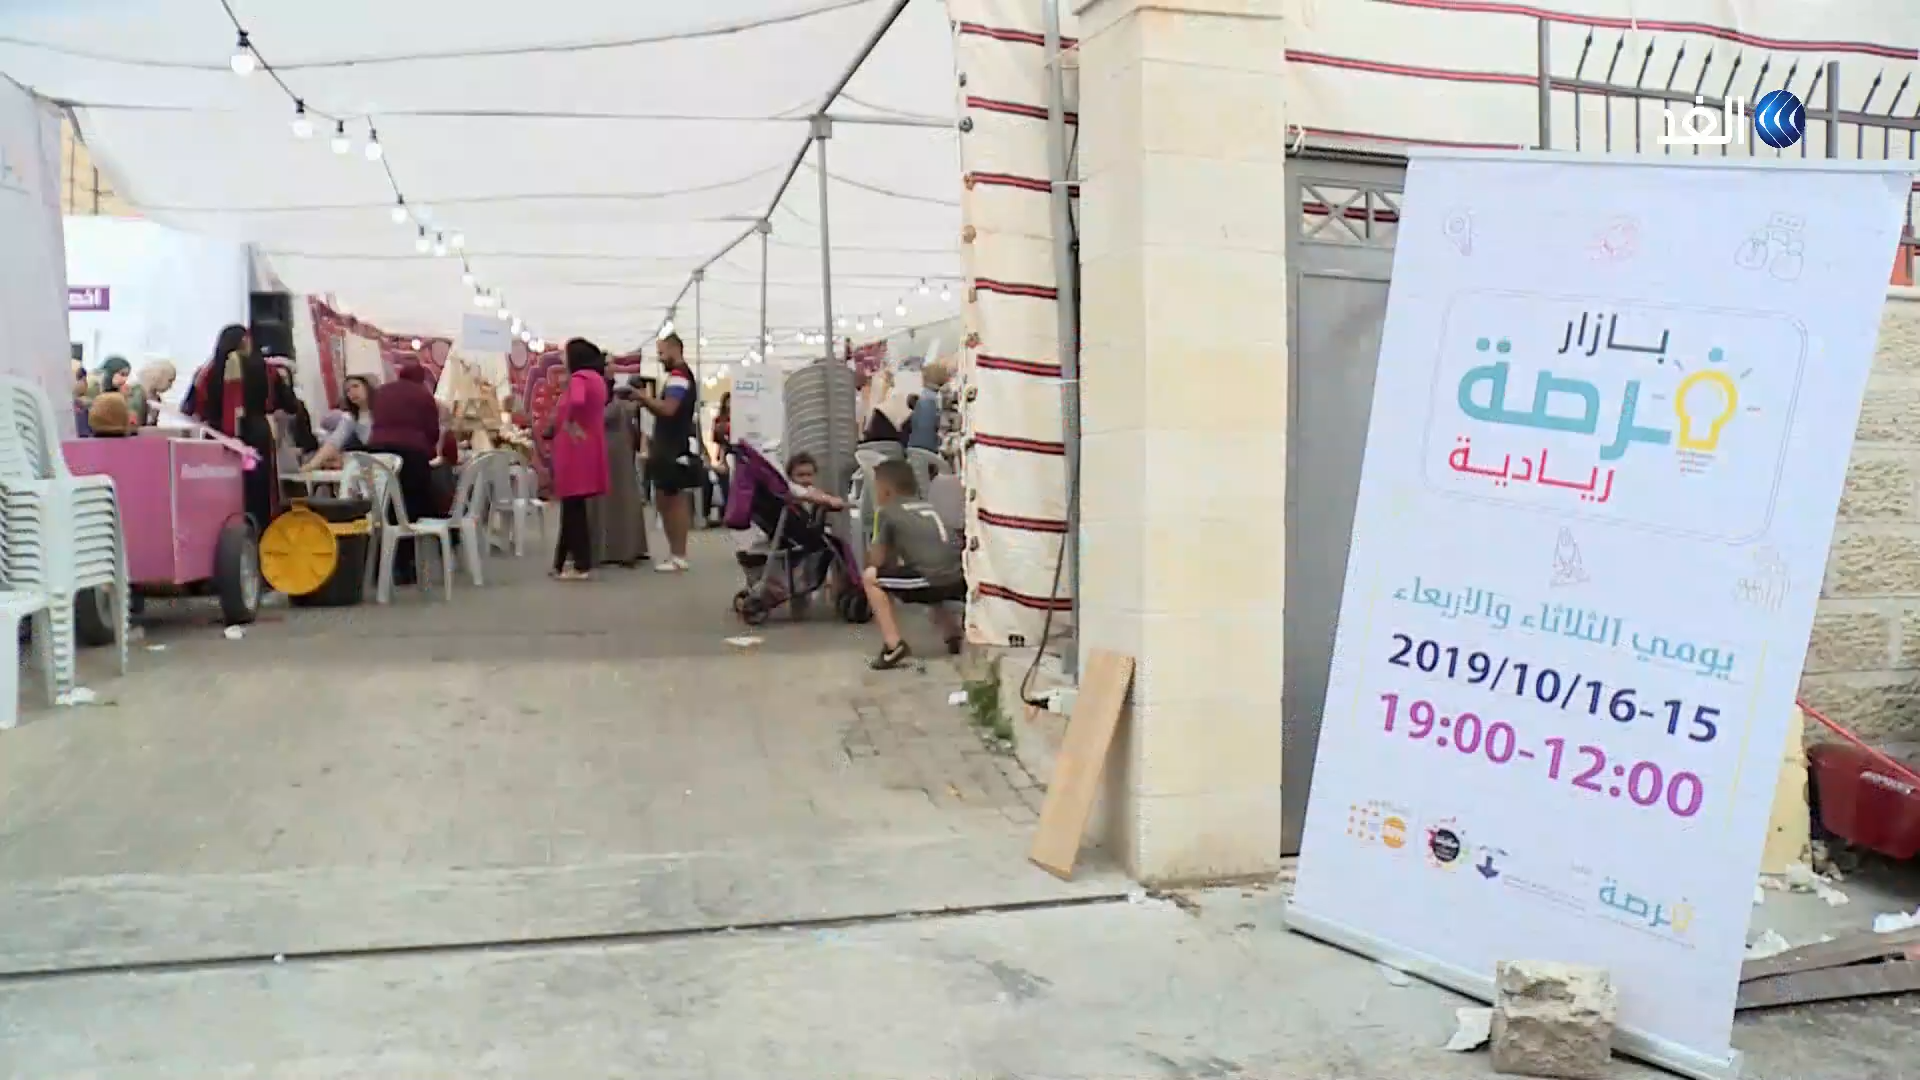 الغد
بازار
فرصة
ريادية
يومي الثلاثاء والاربعاء
2019/10/16-15
19:00-12:00
فرصة